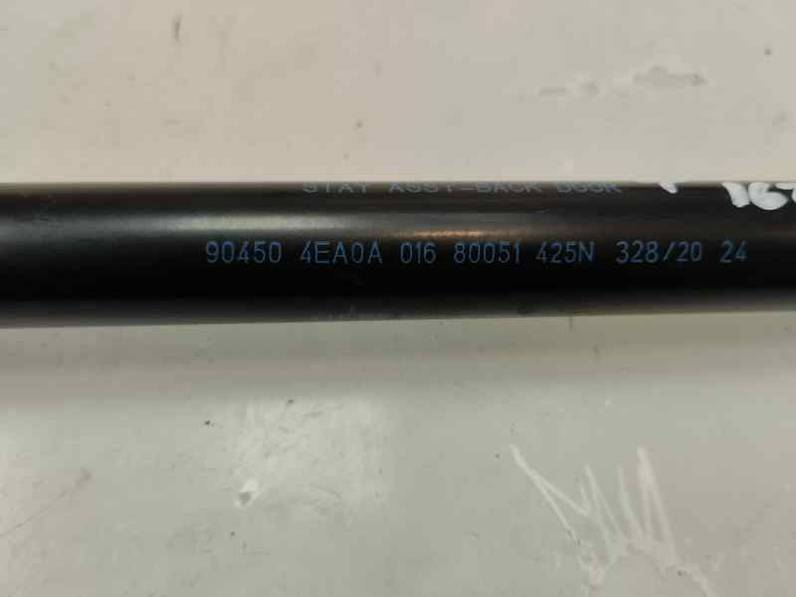 STAY ASSY-BACK DOOR
90450 4EA0A 016 80051 425N 328/20 24